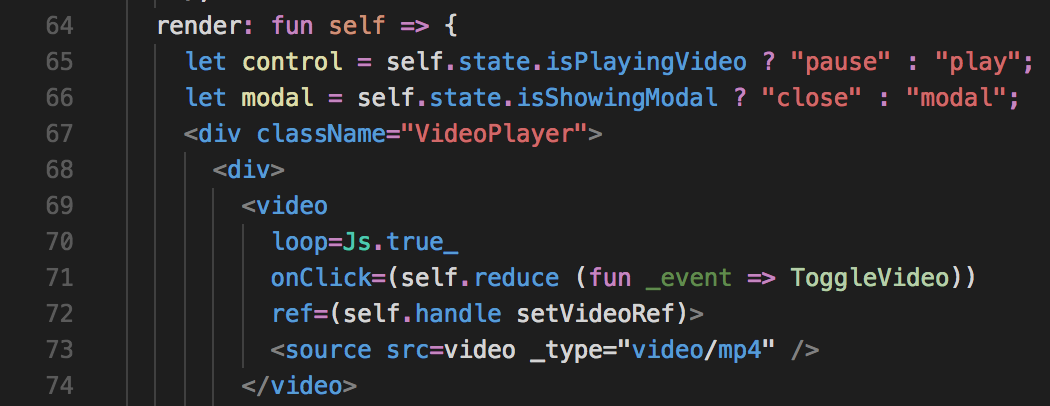 64 render: fun self => {
65 let control = self.state.isPlayingVideo ? "pause" : "play";
66 let modal = self.state.isShowingModal ? "close" : "modal";
67 <div className="VideoPlayer">
68 <div>
69 <video
70 loop=Js.true_
71 onClick=(self.reduce (fun _event => ToggleVideo))
72 ref=(self.handle setVideoRef)>
73 <source src=video _type="video/mp4" />
74 </video>